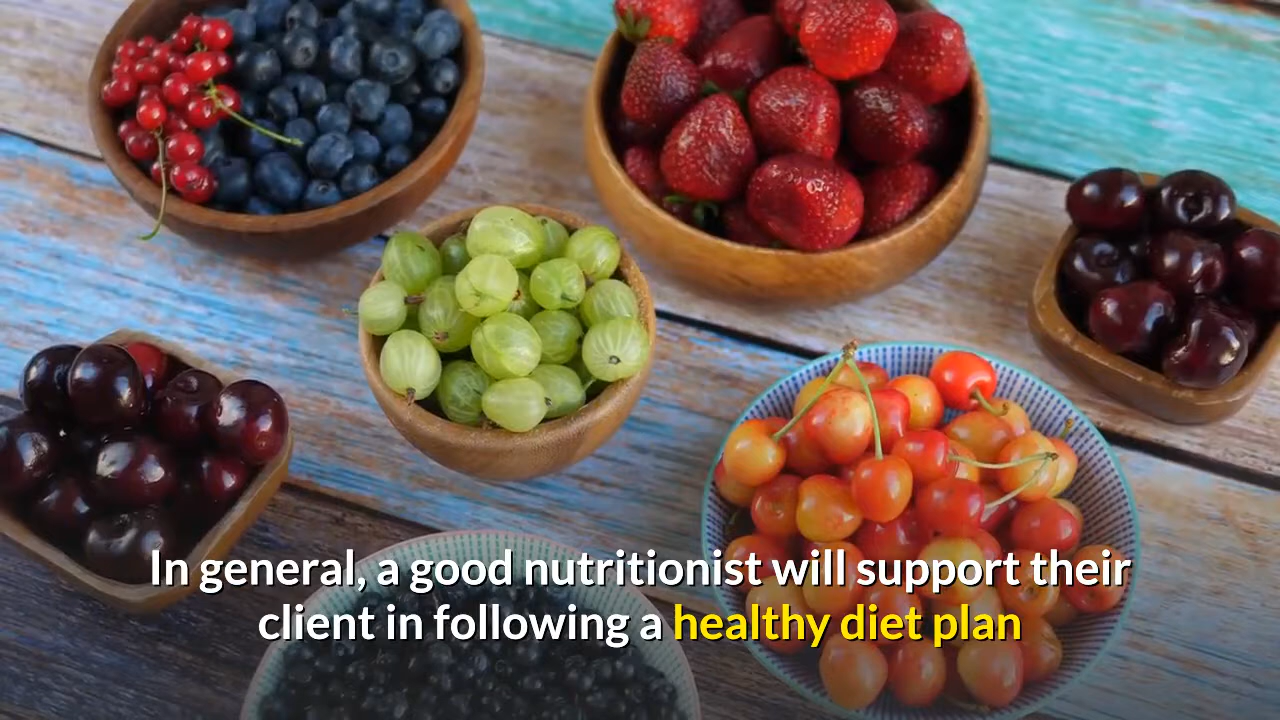 In general, a good nutritionist will support their
client in following a healthy diet plan